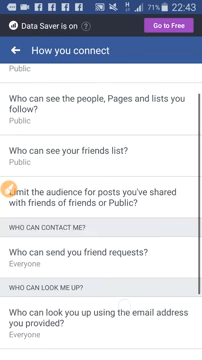 71% 22:43
Data Saver is on ?
Go to Free
How you connect
Public
Who can see the people, Pages and lists you
follow?
Public
Who can see your friends list?
Public
Limit the audience for posts you've shared
with friends of friends or Public?
WHO CAN CONTACT ME?
Who can send you friend requests?
Everyone
WHO CAN LOOK ME UP?
Who can look you up using the email address
you provided?
Everyone